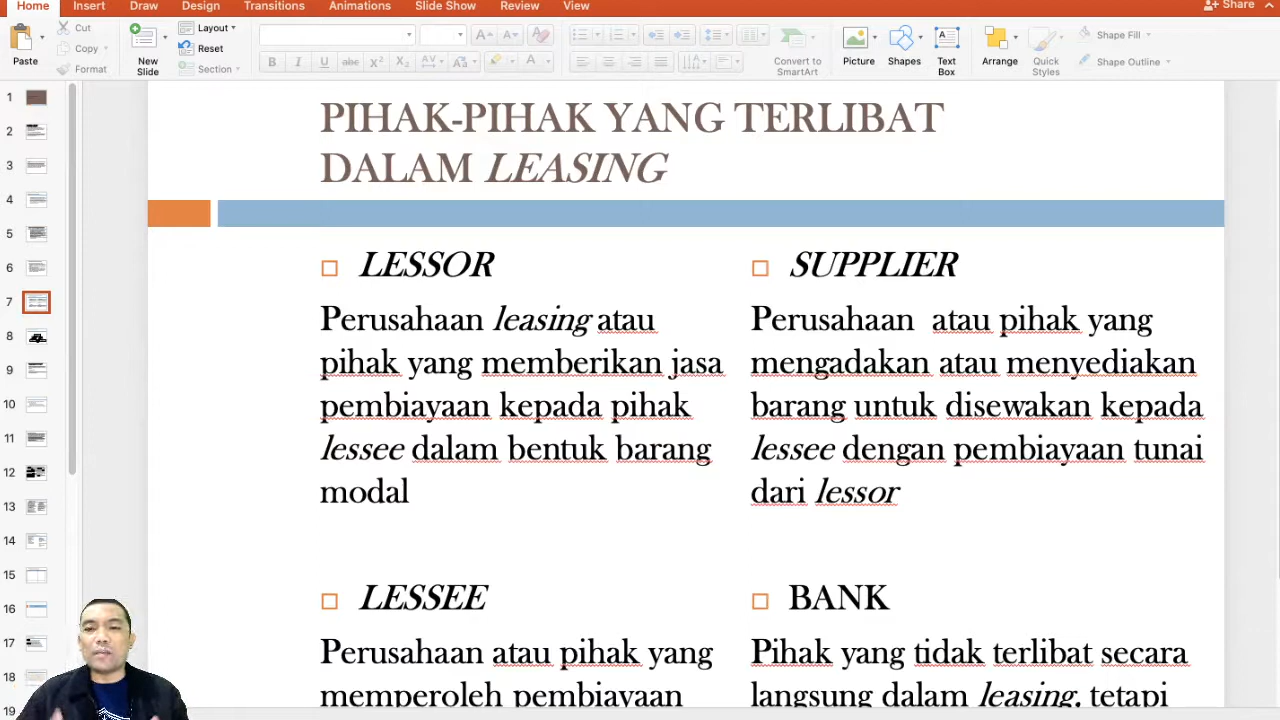 Home Insert Draw Design Transitions Animations Slide Show Review View Share
Paste
Cut
Copy
Format
New
Slide
Layout
Reset
Section
B I U abc X² X₂ AV Aa A
Convert to
SmartArt
Picture
Shapes
Text
Box
Arrange
Quick
Styles
Shape Fill
Shape Outline
1
2
3
4
5
6
7
8
9
10
11
12
13
14
15
16
17
18
19
PIHAK-PIHAK YANG TERLIBAT
DALAM LEASING
LESSOR
Perusahaan leasing atau
pihak yang memberikan jasa
pembiayaan kepada pihak
lessee dalam bentuk barang
modal
LESSEE
Perusahaan atau pihak yang
memperoleh pembiayaan
SUPPLIER
Perusahaan atau pihak yang
mengadakan atau menyediakan
barang untuk disewakan kepada
lessee dengan pembiayaan tunai
dari lessor
BANK
Pihak yang tidak terlibat secara
langsung dalam leasing, tetapi